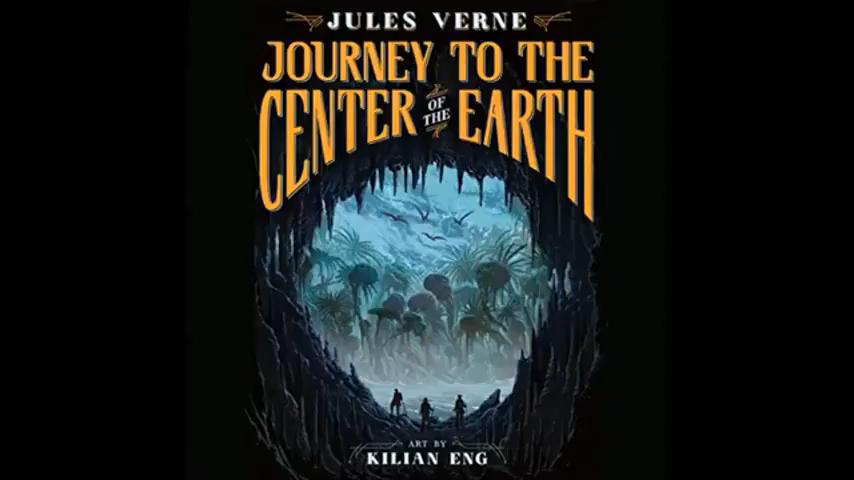 JULES VERNE
JOURNEY TO THE
CENTER OF THE EARTH
ART BY
KILIAN ENG